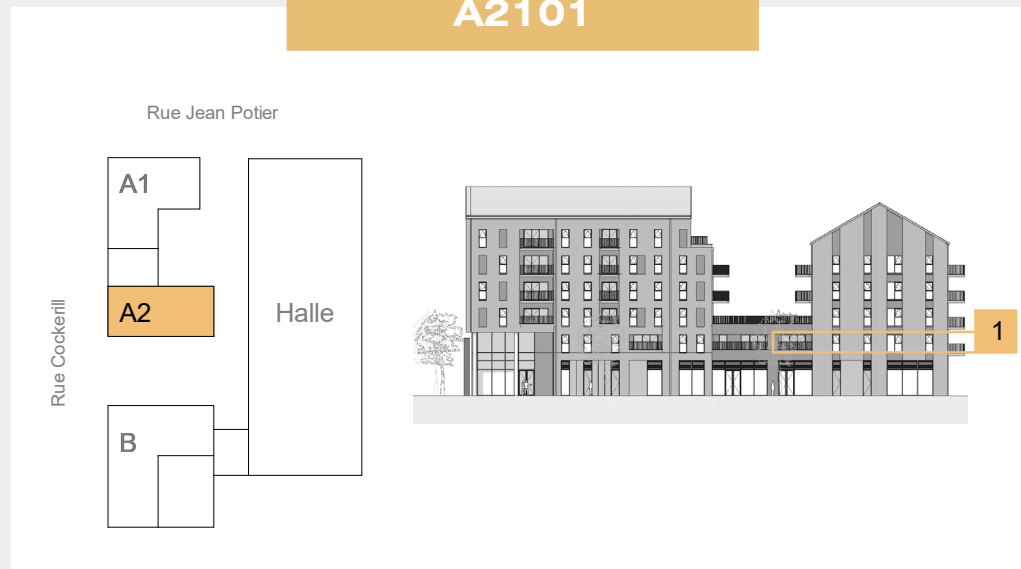 A2101
Rue Jean Potier
A1
A2
Halle
Rue Cockerill
B
1